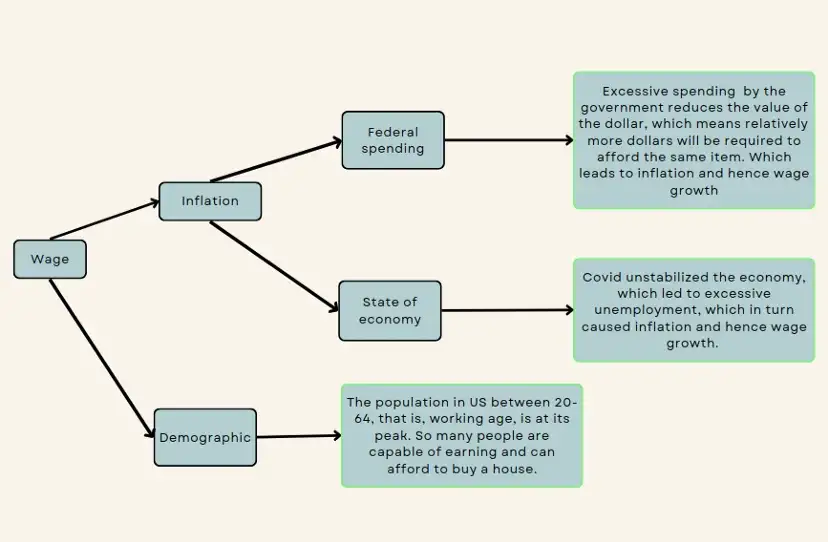 Wage
Inflation
Federal
spending
Excessive spending by the
government reduces the value of
the dollar, which means relatively
more dollars will be required to
afford the same item. Which
leads to inflation and hence wage
growth
State of
economy
Covid unstabilized the economy,
which led to excessive
unemployment, which in turn
caused inflation and hence wage
growth.
Demographic
The population in US between 20-
64, that is, working age, is at its
peak. So many people are
capable of earning and can
afford to buy a house.